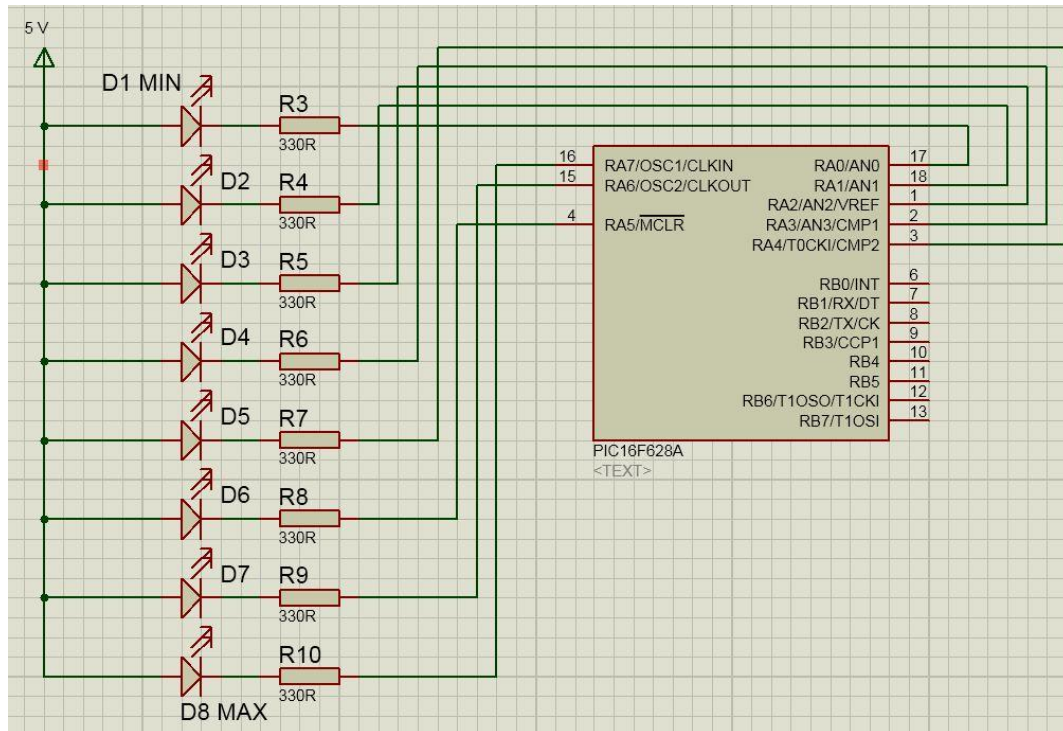 5 V
D1 MIN
R3
330R
D2
R4
330R
D3
R5
330R
D4
R6
330R
D5
R7
330R
D6
R8
330R
D7
R9
330R
R10
330R
D8 MAX
16 RA7/OSC1/CLKIN
15 RA6/OSC2/CLKOUT
4 RA5/MCLR
RA0/AN0 17
RA1/AN1 18
RA2/AN2/VREF 1
RA3/AN3/CMP1 2
RA4/T0CKI/CMP2 3
RB0/INT 6
RB1/RX/DT 7
RB2/TX/CK 8
RB3/CCP1 9
RB4 10
RB5 11
RB6/T1OSO/T1CKI 12
RB7/T1OSI 13
PIC16F628A
<TEXT>